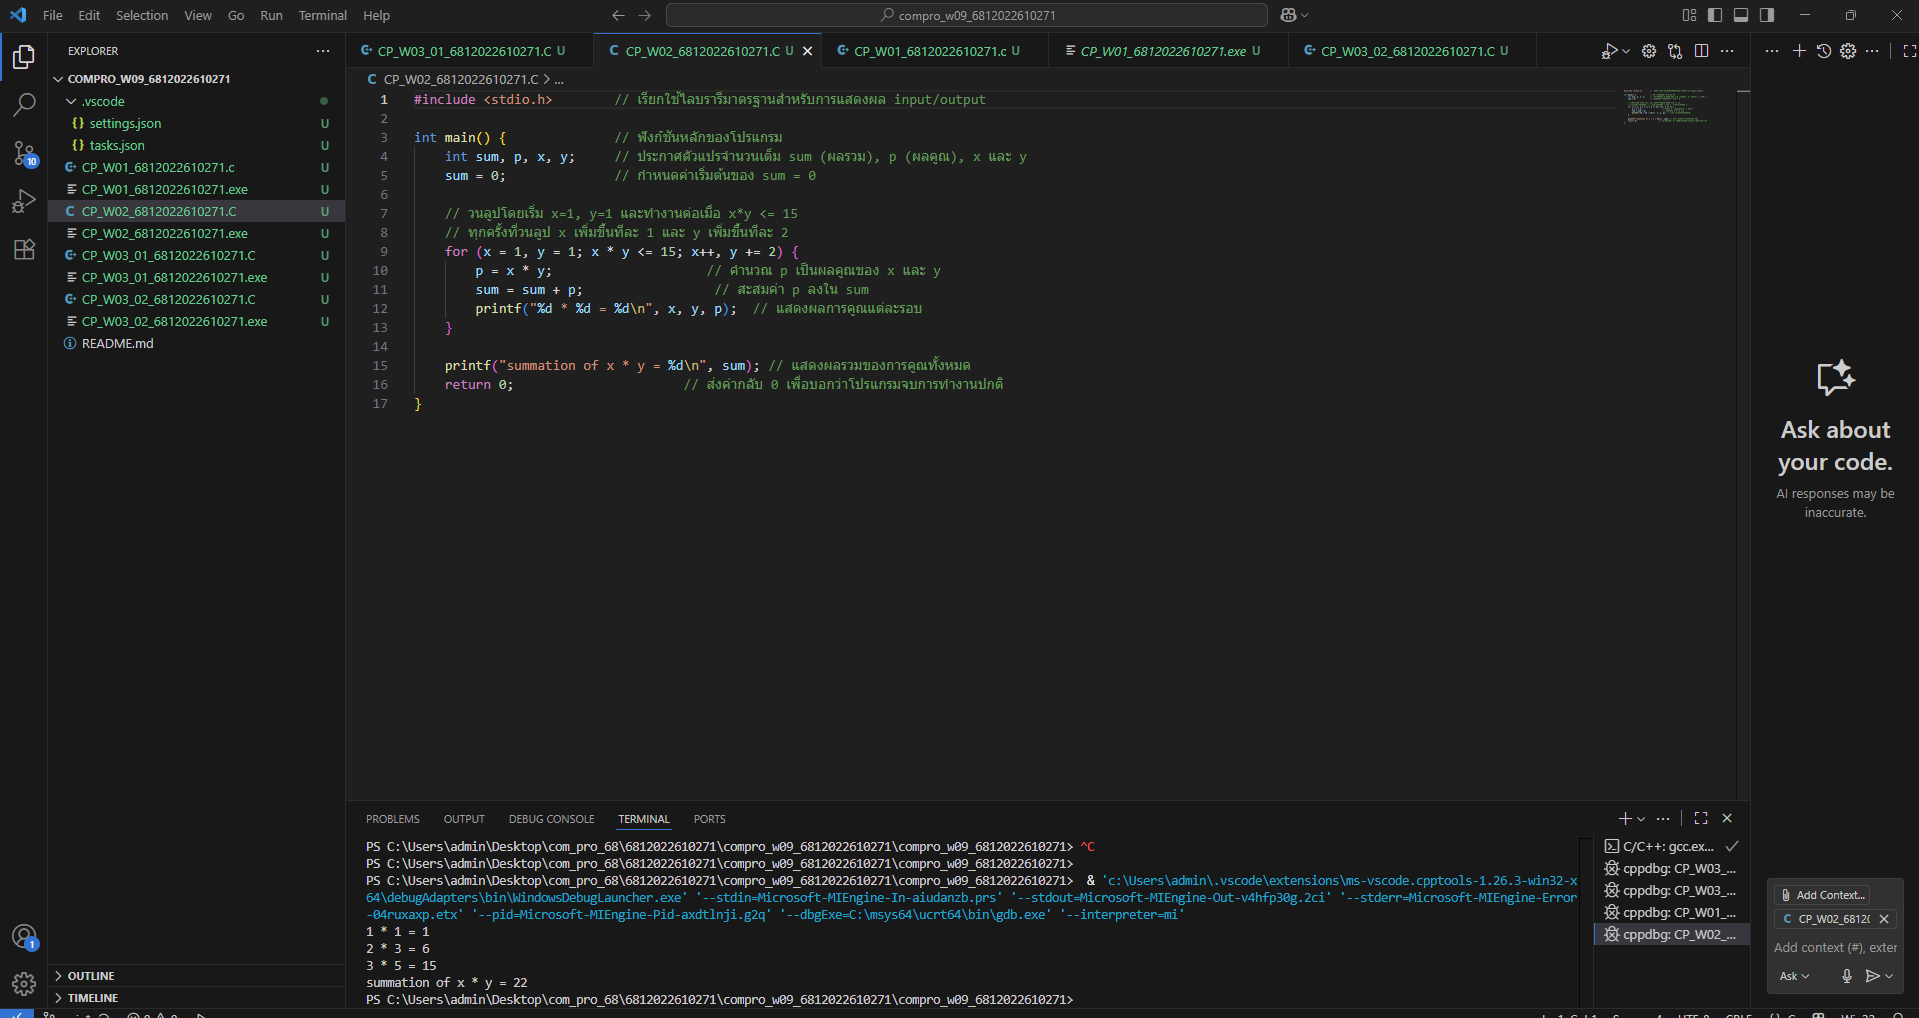 File Edit Selection View Go Run Terminal Help
compro_w09_6812022610271
EXPLORER
COMPRO_W09_6812022610271
.vscode
{} settings.json U
{} tasks.json U
CP_W01_6812022610271.c U
CP_W01_6812022610271.exe U
CP_W02_6812022610271.C U
CP_W02_6812022610271.exe U
CP_W03_01_6812022610271.C U
CP_W03_01_6812022610271.exe U
CP_W03_02_6812022610271.C U
CP_W03_02_6812022610271.exe U
README.md
10
1
OUTLINE
TIMELINE
CP_W03_01_6812022610271.C U
C CP_W02_6812022610271.C U
CP_W01_6812022610271.c U
CP_W01_6812022610271.exe U
CP_W03_02_6812022610271.C U
C CP_W02_6812022610271.C > ...
1 #include <stdio.h> // เรียกใช้ไลบรารีมาตรฐานสำหรับการแสดงผล input/output
2
3 int main() { // ฟังก์ชันหลักของโปรแกรม
4 int sum, p, x, y; // ประกาศตัวแปรจำนวนเต็ม sum (ผลรวม), p (ผลคูณ), x และ y
5 sum = 0; // กำหนดค่าเริ่มต้นของ sum = 0
6
7 // วนลูปโดยเริ่ม x=1, y=1 และทำงานต่อเมื่อ x*y <= 15
8 // ทุกครั้งที่วนลูป x เพิ่มขึ้นทีละ 1 และ y เพิ่มขึ้นทีละ 2
9 for (x = 1, y = 1; x * y <= 15; x++, y += 2) {
10 p = x * y; // คำนวณ p เป็นผลคูณของ x และ y
11 sum = sum + p; // สะสมค่า p ลงใน sum
12 printf("%d * %d = %d\n", x, y, p); // แสดงผลการคูณแต่ละรอบ
13 }
14
15 printf("summation of x * y = %d\n", sum); // แสดงผลรวมของการคูณทั้งหมด
16 return 0; // ส่งค่ากลับ 0 เพื่อบอกว่าโปรแกรมจบการทำงานปกติ
17 }
PROBLEMS OUTPUT DEBUG CONSOLE TERMINAL PORTS
PS C:\Users\admin\Desktop\com_pro_68\6812022610271\compro_w09_6812022610271\compro_w09_6812022610271> ^C
PS C:\Users\admin\Desktop\com_pro_68\6812022610271\compro_w09_6812022610271\compro_w09_6812022610271>
PS C:\Users\admin\Desktop\com_pro_68\6812022610271\compro_w09_6812022610271\compro_w09_6812022610271> & 'c:\Users\admin\.vscode\extensions\ms-vscode.cpptools-1.26.3-win32-x
64\debugAdapters\bin\WindowsDebugLauncher.exe' '--stdin=Microsoft-MIEngine-In-aiudanzb.prs' '--stdout=Microsoft-MIEngine-Out-v4hfp30g.2ci' '--stderr=Microsoft-MIEngine-Error
-04ruxaxp.etx' '--pid=Microsoft-MIEngine-Pid-axdtlnji.g2q' '--dbgExe=C:\msys64\ucrt64\bin\gdb.exe' '--interpreter=mi'
1 * 1 = 1
2 * 3 = 6
3 * 5 = 15
summation of x * y = 22
PS C:\Users\admin\Desktop\com_pro_68\6812022610271\compro_w09_6812022610271\compro_w09_6812022610271>
C/C++: gcc.ex...
cppdbg: CP_W03_...
cppdbg: CP_W03_...
cppdbg: CP_W01_...
cppdbg: CP_W02_...
Ask about
your code.
AI responses may be
inaccurate.
Add Context...
C CP_W02_6812(
Add context (#), exter
Ask